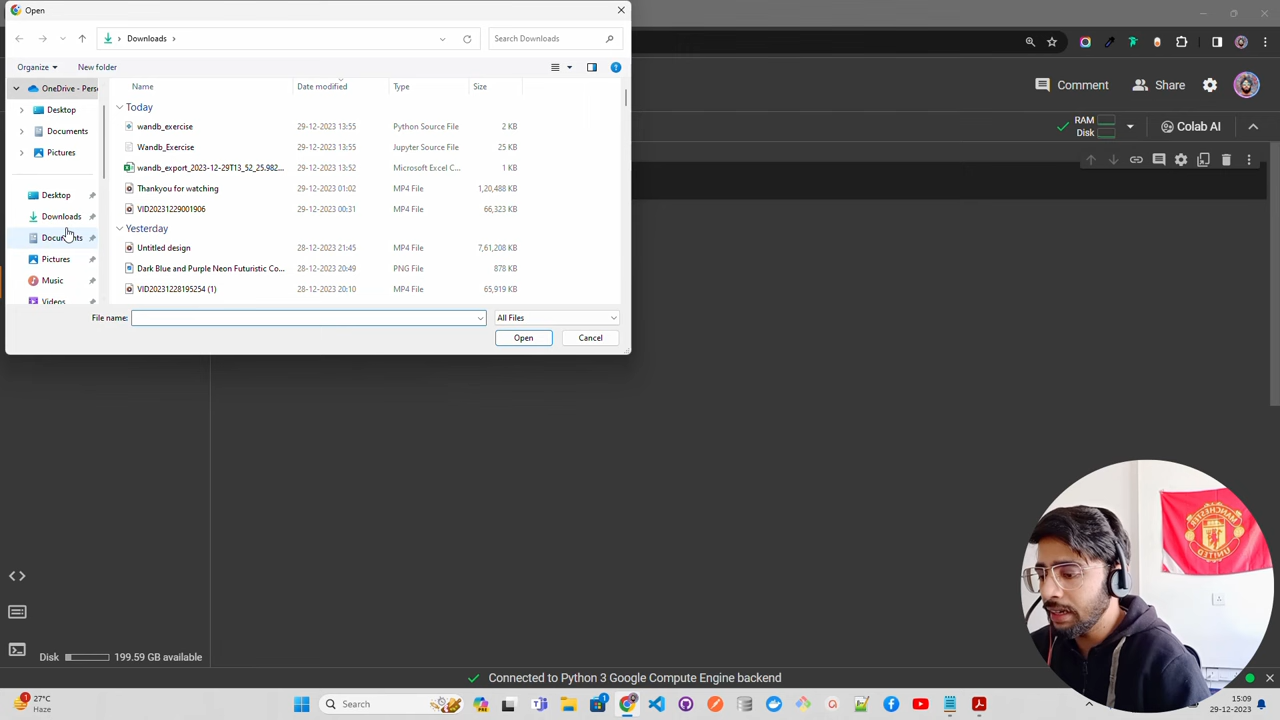 Open
Downloads
Search Downloads
Organize
New folder
Name
Date modified
Type
Size
OneDrive - Pers
Desktop
Documents
Pictures
Desktop
Downloads
Documents
Pictures
Music
Videos
Today
wandb_exercise 29-12-2023 13:55 Python Source File 2 KB
Wandb_Exercise 29-12-2023 13:55 Jupyter Source File 25 KB
wandb_export_2023-12-29T13_52_25.982... 29-12-2023 13:52 Microsoft Excel C... 1 KB
Thankyou for watching 29-12-2023 01:02 MP4 File 1,20,488 KB
VID20231229001906 29-12-2023 00:31 MP4 File 66,323 KB
Yesterday
Untitled design 28-12-2023 21:45 MP4 File 7,61,208 KB
Dark Blue and Purple Neon Futuristic Co... 28-12-2023 20:49 PNG File 878 KB
VID20231228195254 (1) 28-12-2023 20:10 MP4 File 65,919 KB
File name:
All Files
Open
Cancel
Comment
Share
RAM
Disk
Colab AI
MANCHESTER
UNITED
Disk 199.59 GB available
Connected to Python 3 Google Compute Engine backend
27°C
Haze
Search
15:09
29-12-2023